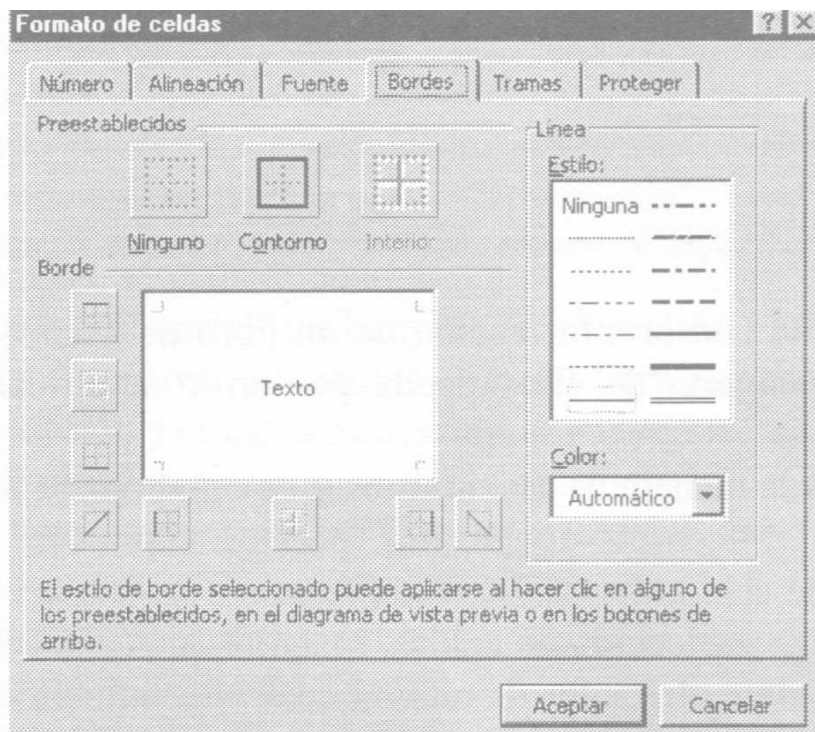 Formato de celdas
Número Alineación Fuente Bordes Tramas Proteger
Preestablecidos
Ninguno Contorno Interior
Borde
Texto
Línea
Estilo:
Ninguna
Color:
Automático
El estilo de borde seleccionado puede aplicarse al hacer clic en alguno de
los preestablecidos, en el diagrama de vista previa o en los botones de
arriba.
Aceptar Cancelar